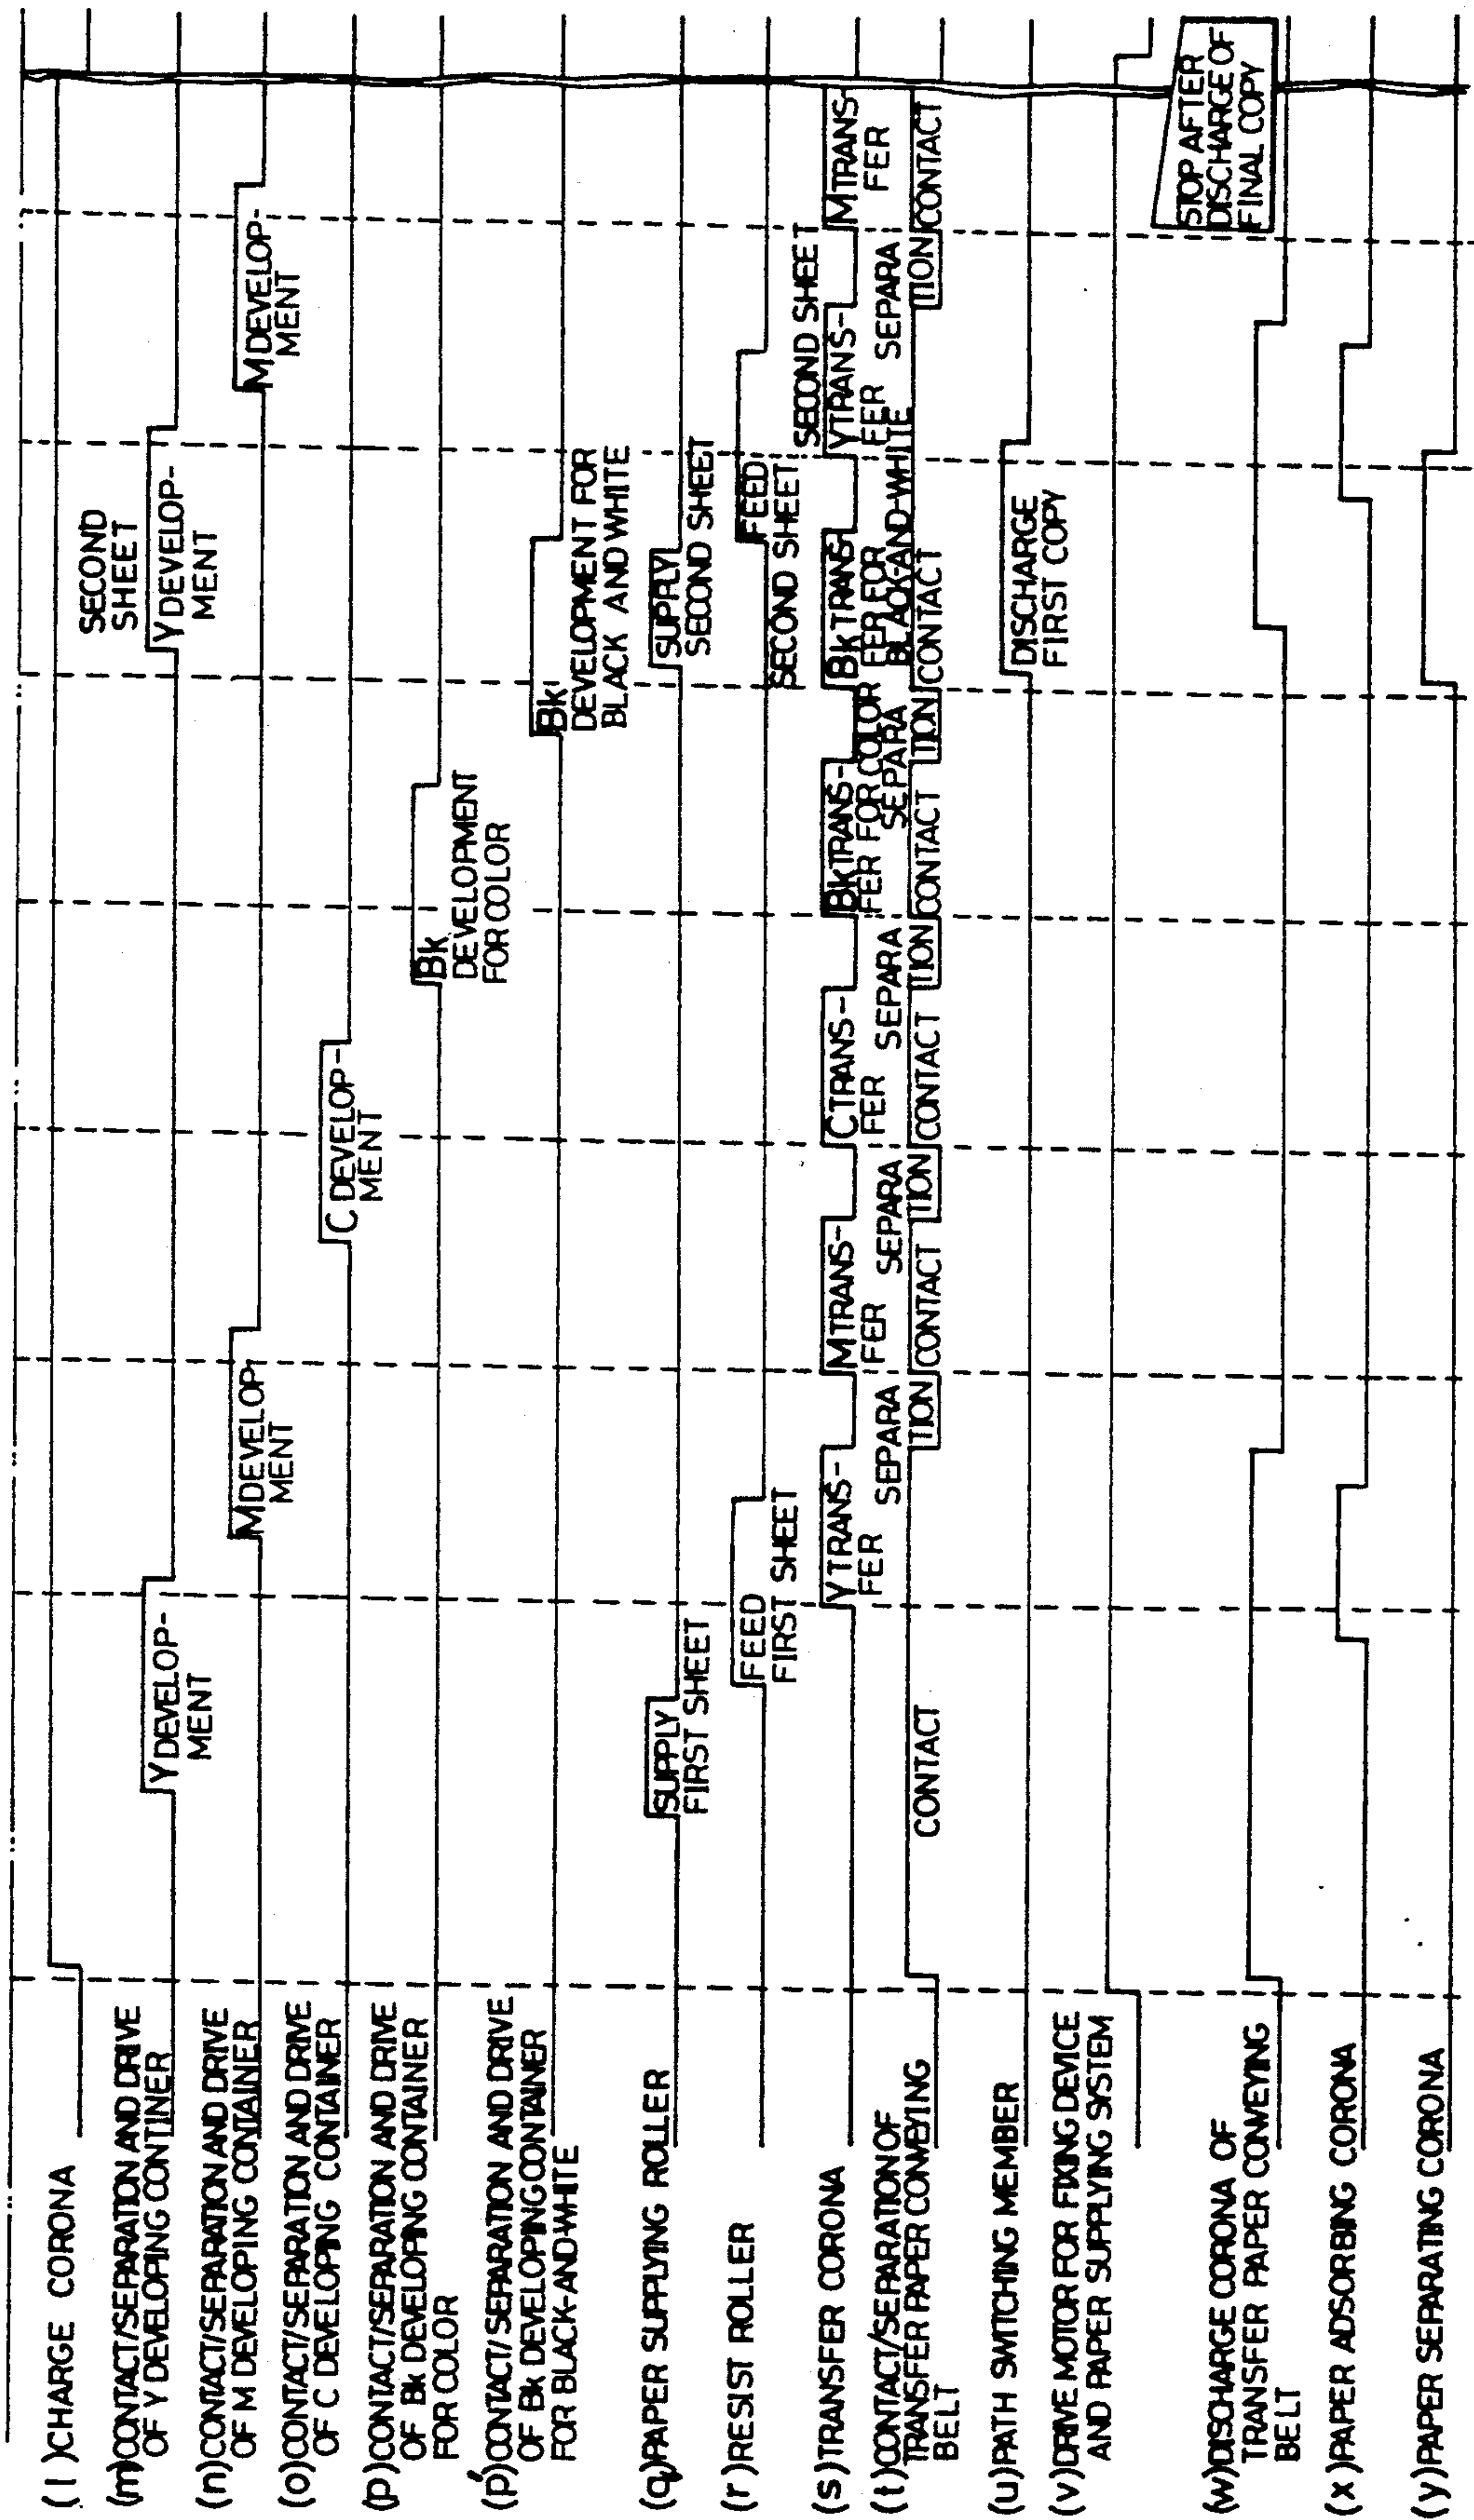 (l) CHARGE CORONA
(m) CONTACT/SEPARATION AND DRIVE
OF Y DEVELOPING CONTINER
Y DEVELOP-
MENT
SECOND
SHEET
Y DEVELOP-
MENT
(n) CONTACT/SEPARATION AND DRIVE
OF M DEVELOPING CONTAINER
M DEVELOP-
MENT
M DEVELOP-
MENT
(o) CONTACT/SEPARATION AND DRIVE
OF C DEVELOPING CONTAINER
C DEVELOP-
MENT
(p) CONTACT/SEPARATION AND DRIVE
OF Bk DEVELOPING CONTAINER
FOR COLOR
Bk
DEVELOPMENT
FOR COLOR
(p') CONTACT/SEPARATION AND DRIVE
OF Bk DEVELOPING CONTAINER
FOR BLACK-AND-WHITE
Bk
DEVELOPMENT FOR
BLACK AND WHITE
(q) PAPER SUPPLYING ROLLER
SUPPLY
FIRST SHEET
SUPPLY
SECOND SHEET
(r) RESIST ROLLER
FEED
FIRST SHEET
FEED
SECOND SHEET
(s) TRANSFER CORONA
Y TRANS-
FER
M TRANS-
FER
C TRANS-
FER
Bk TRANS-
FER FOR COLOR
Bk TRANS
FER FOR
BLACK-AND-WHITE
SECOND SHEET
Y TRANS-
FER
M TRANS-
FER
(t) CONTACT/SEPARATION OF
TRANSFER PAPER CONVEYING
BELT
CONTACT
SEPARA
TION
CONTACT
SEPARA
TION
CONTACT
SEPARA
TION
CONTACT
SEPARA
TION
CONTACT
SEPARA
TION
CONTACT
(u) PATH SWITCHING MEMBER
DISCHARGE
FIRST COPY
(v) DRIVE MOTOR FOR FIXING DEVICE
AND PAPER SUPPLYING SYSTEM
STOP AFTER
DISCHARGE OF
FINAL COPY
(w) DISCHARGE CORONA OF
TRANSFER PAPER CONVEYING
BELT
(x) PAPER ADSORBING CORONA
(y) PAPER SEPARATING CORONA